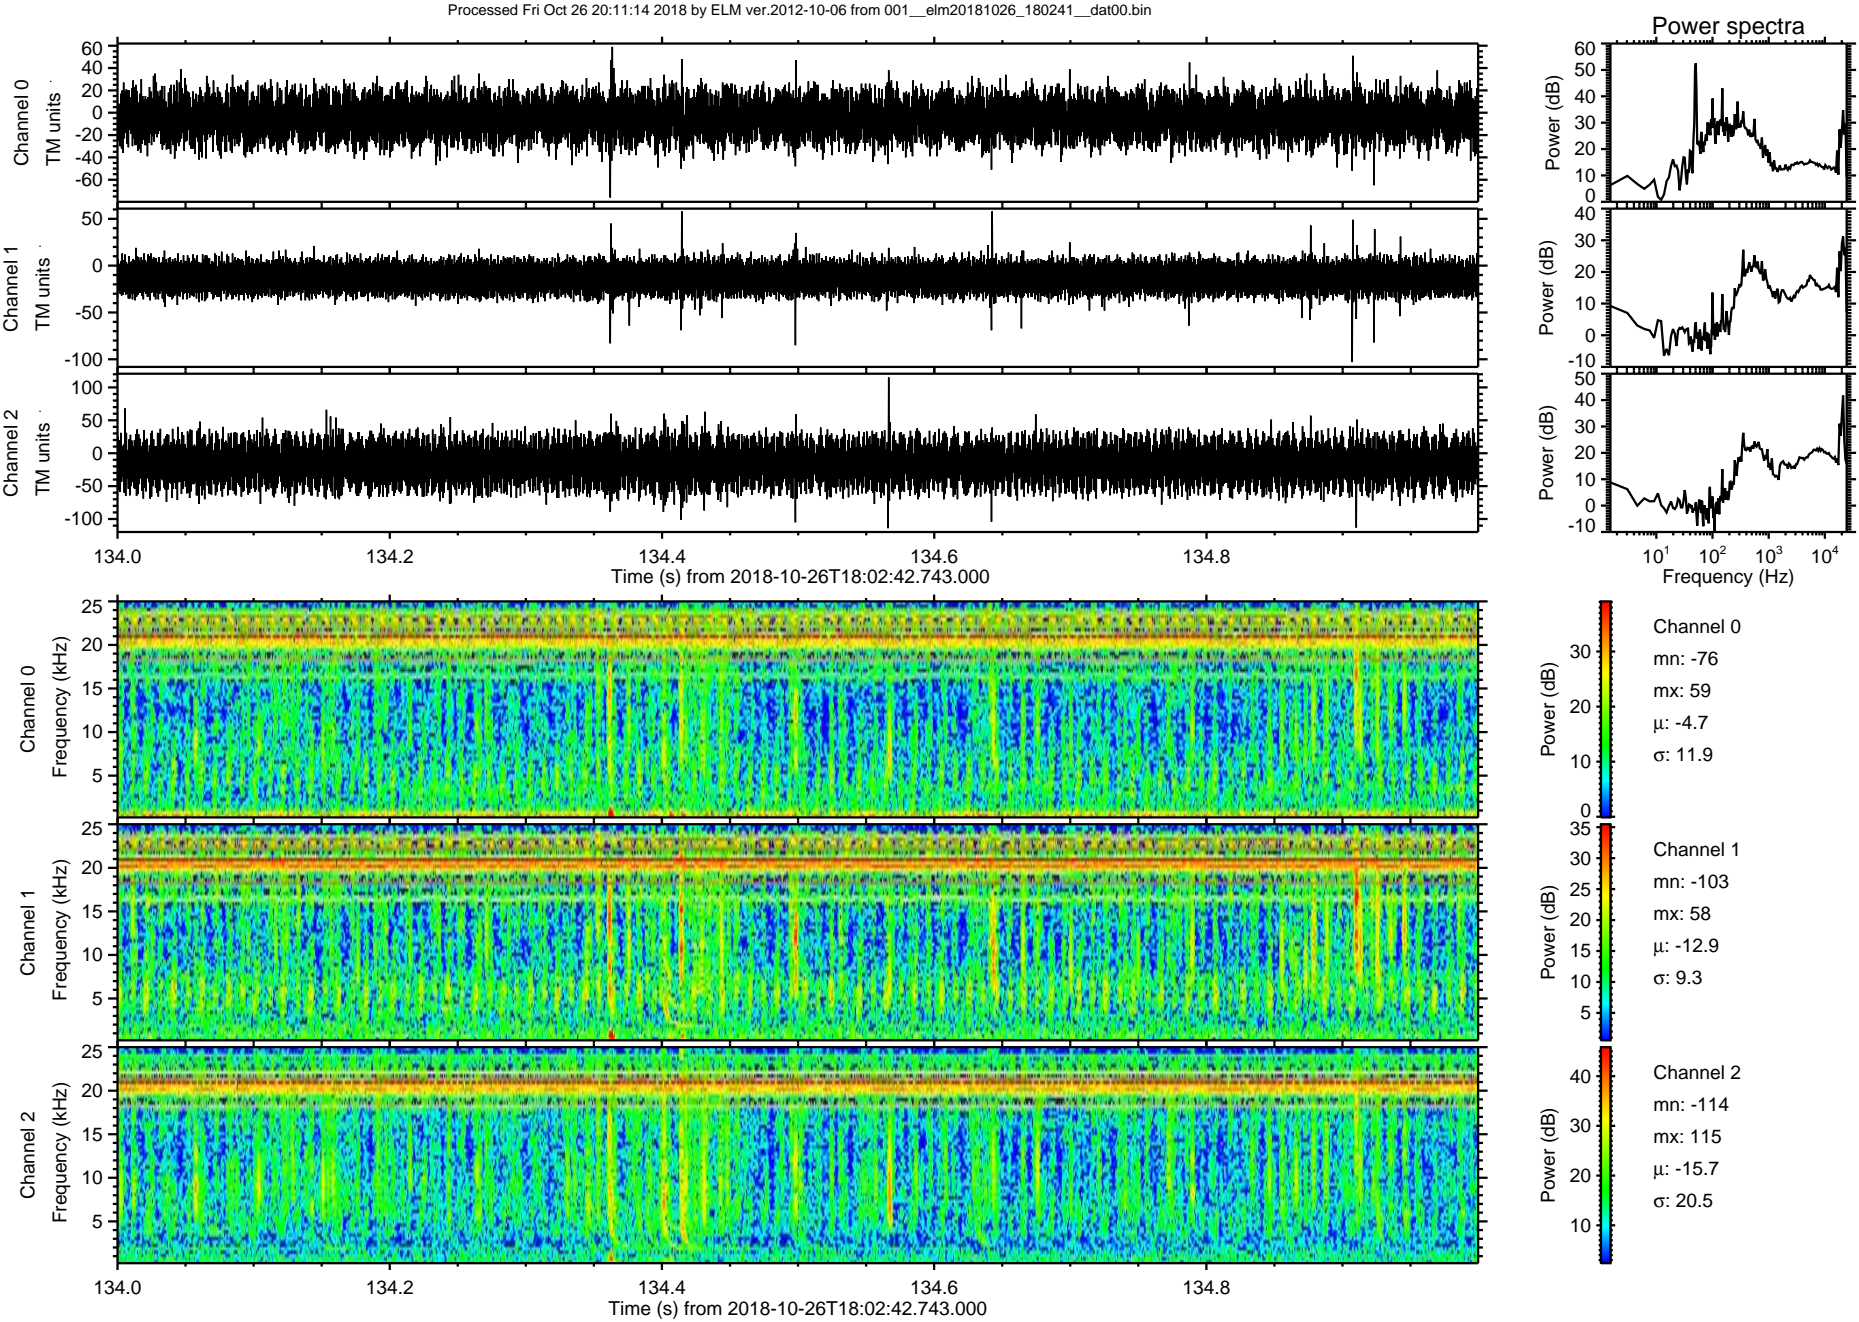 Processed Fri Oct 26 20:11:14 2018 by ELM ver.2012-10-06 from 001__elm20181026_180241__dat00.bin
Power spectra
Channel 0
TM units
60
40
20
0
-20
-40
-60
Power (dB)
60
50
40
30
20
10
0
Channel 1
TM units
50
0
-50
-100
Power (dB)
40
30
20
10
0
-10
Channel 2
TM units
100
50
0
-50
-100
Power (dB)
50
40
30
20
10
0
-10
134.0 134.2 134.4 134.6 134.8
Time (s) from 2018-10-26T18:02:42.743.000
10^1 10^2 10^3 10^4
Frequency (Hz)
Channel 0
Frequency (kHz)
25
20
15
10
5
Power (dB)
30
20
10
0
Channel 0
mn: -76
mx: 59
μ: -4.7
σ: 11.9
Channel 1
Frequency (kHz)
25
20
15
10
5
Power (dB)
35
30
25
20
15
10
5
Channel 1
mn: -103
mx: 58
μ: -12.9
σ: 9.3
Channel 2
Frequency (kHz)
25
20
15
10
5
Power (dB)
40
30
20
10
Channel 2
mn: -114
mx: 115
μ: -15.7
σ: 20.5
134.0 134.2 134.4 134.6 134.8
Time (s) from 2018-10-26T18:02:42.743.000